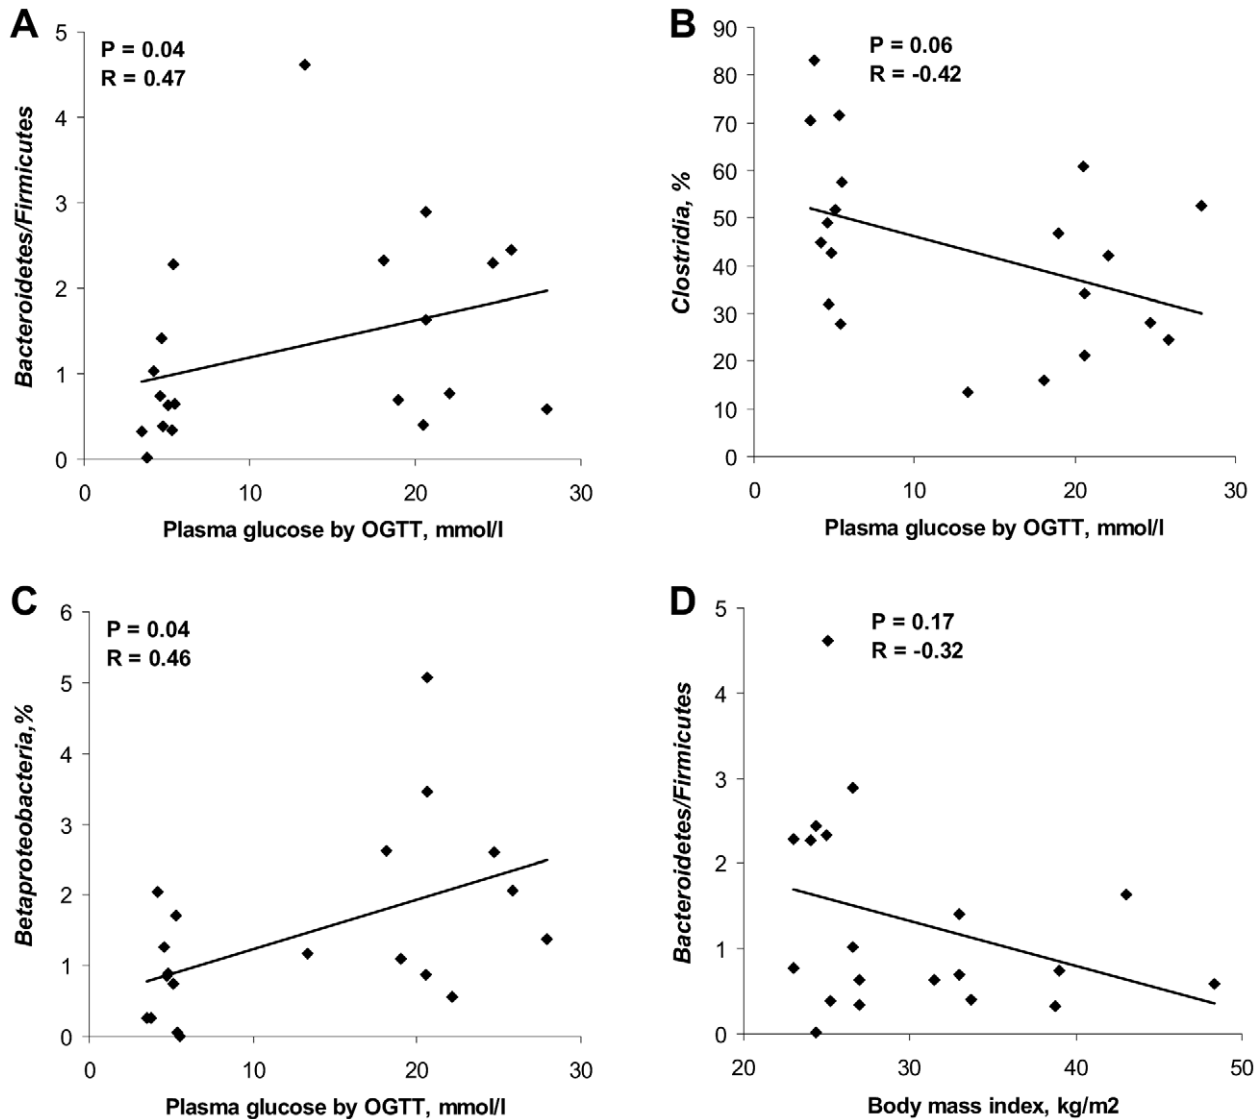 A
P = 0.04
R = 0.47
Bacteroidetes/Firmicutes
5
4
3
2
1
0
0 10 20 30
Plasma glucose by OGTT, mmol/l
B
P = 0.06
R = -0.42
Clostridia, %
90
80
70
60
50
40
30
20
10
0
0 10 20 30
Plasma glucose by OGTT, mmol/l
C
P = 0.04
R = 0.46
Betaproteobacteria,%
6
5
4
3
2
1
0
0 10 20 30
Plasma glucose by OGTT, mmol/l
D
P = 0.17
R = -0.32
Bacteroidetes/Firmicutes
5
4
3
2
1
0
20 30 40 50
Body mass index, kg/m2